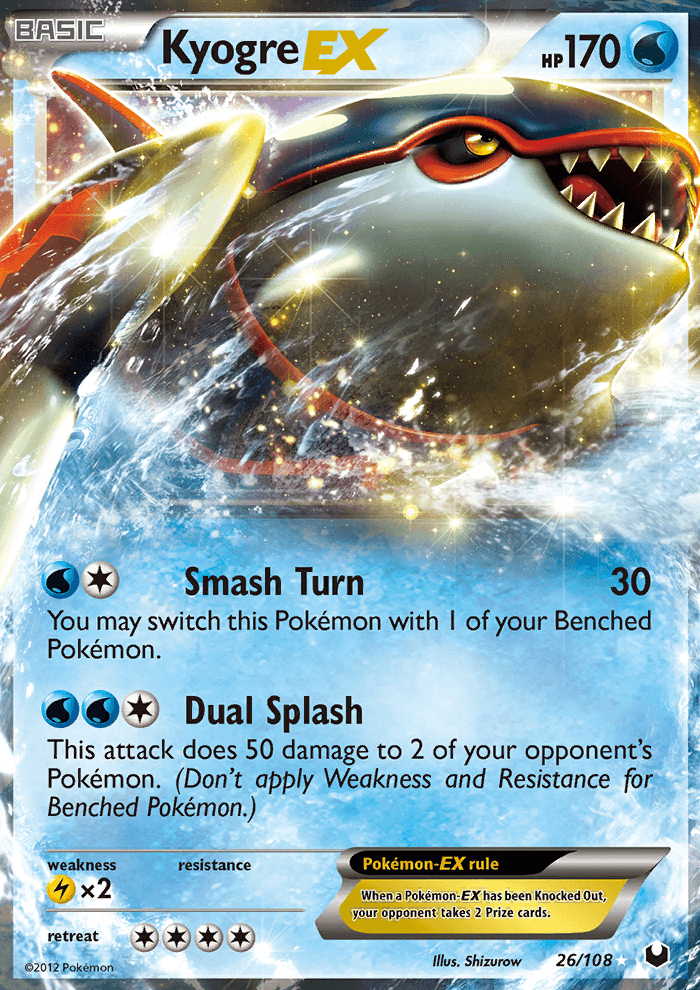 BASIC
Kyogre EX
HP170
Smash Turn 30
You may switch this Pokémon with 1 of your Benched
Pokémon.
Dual Splash
This attack does 50 damage to 2 of your opponent's
Pokémon. (Don't apply Weakness and Resistance for
Benched Pokémon.)
weakness resistance
×2
retreat
Pokémon-EX rule
When a Pokémon-EX has been Knocked Out,
your opponent takes 2 Prize cards.
©2012 Pokémon
Illus. Shizurow 26/108